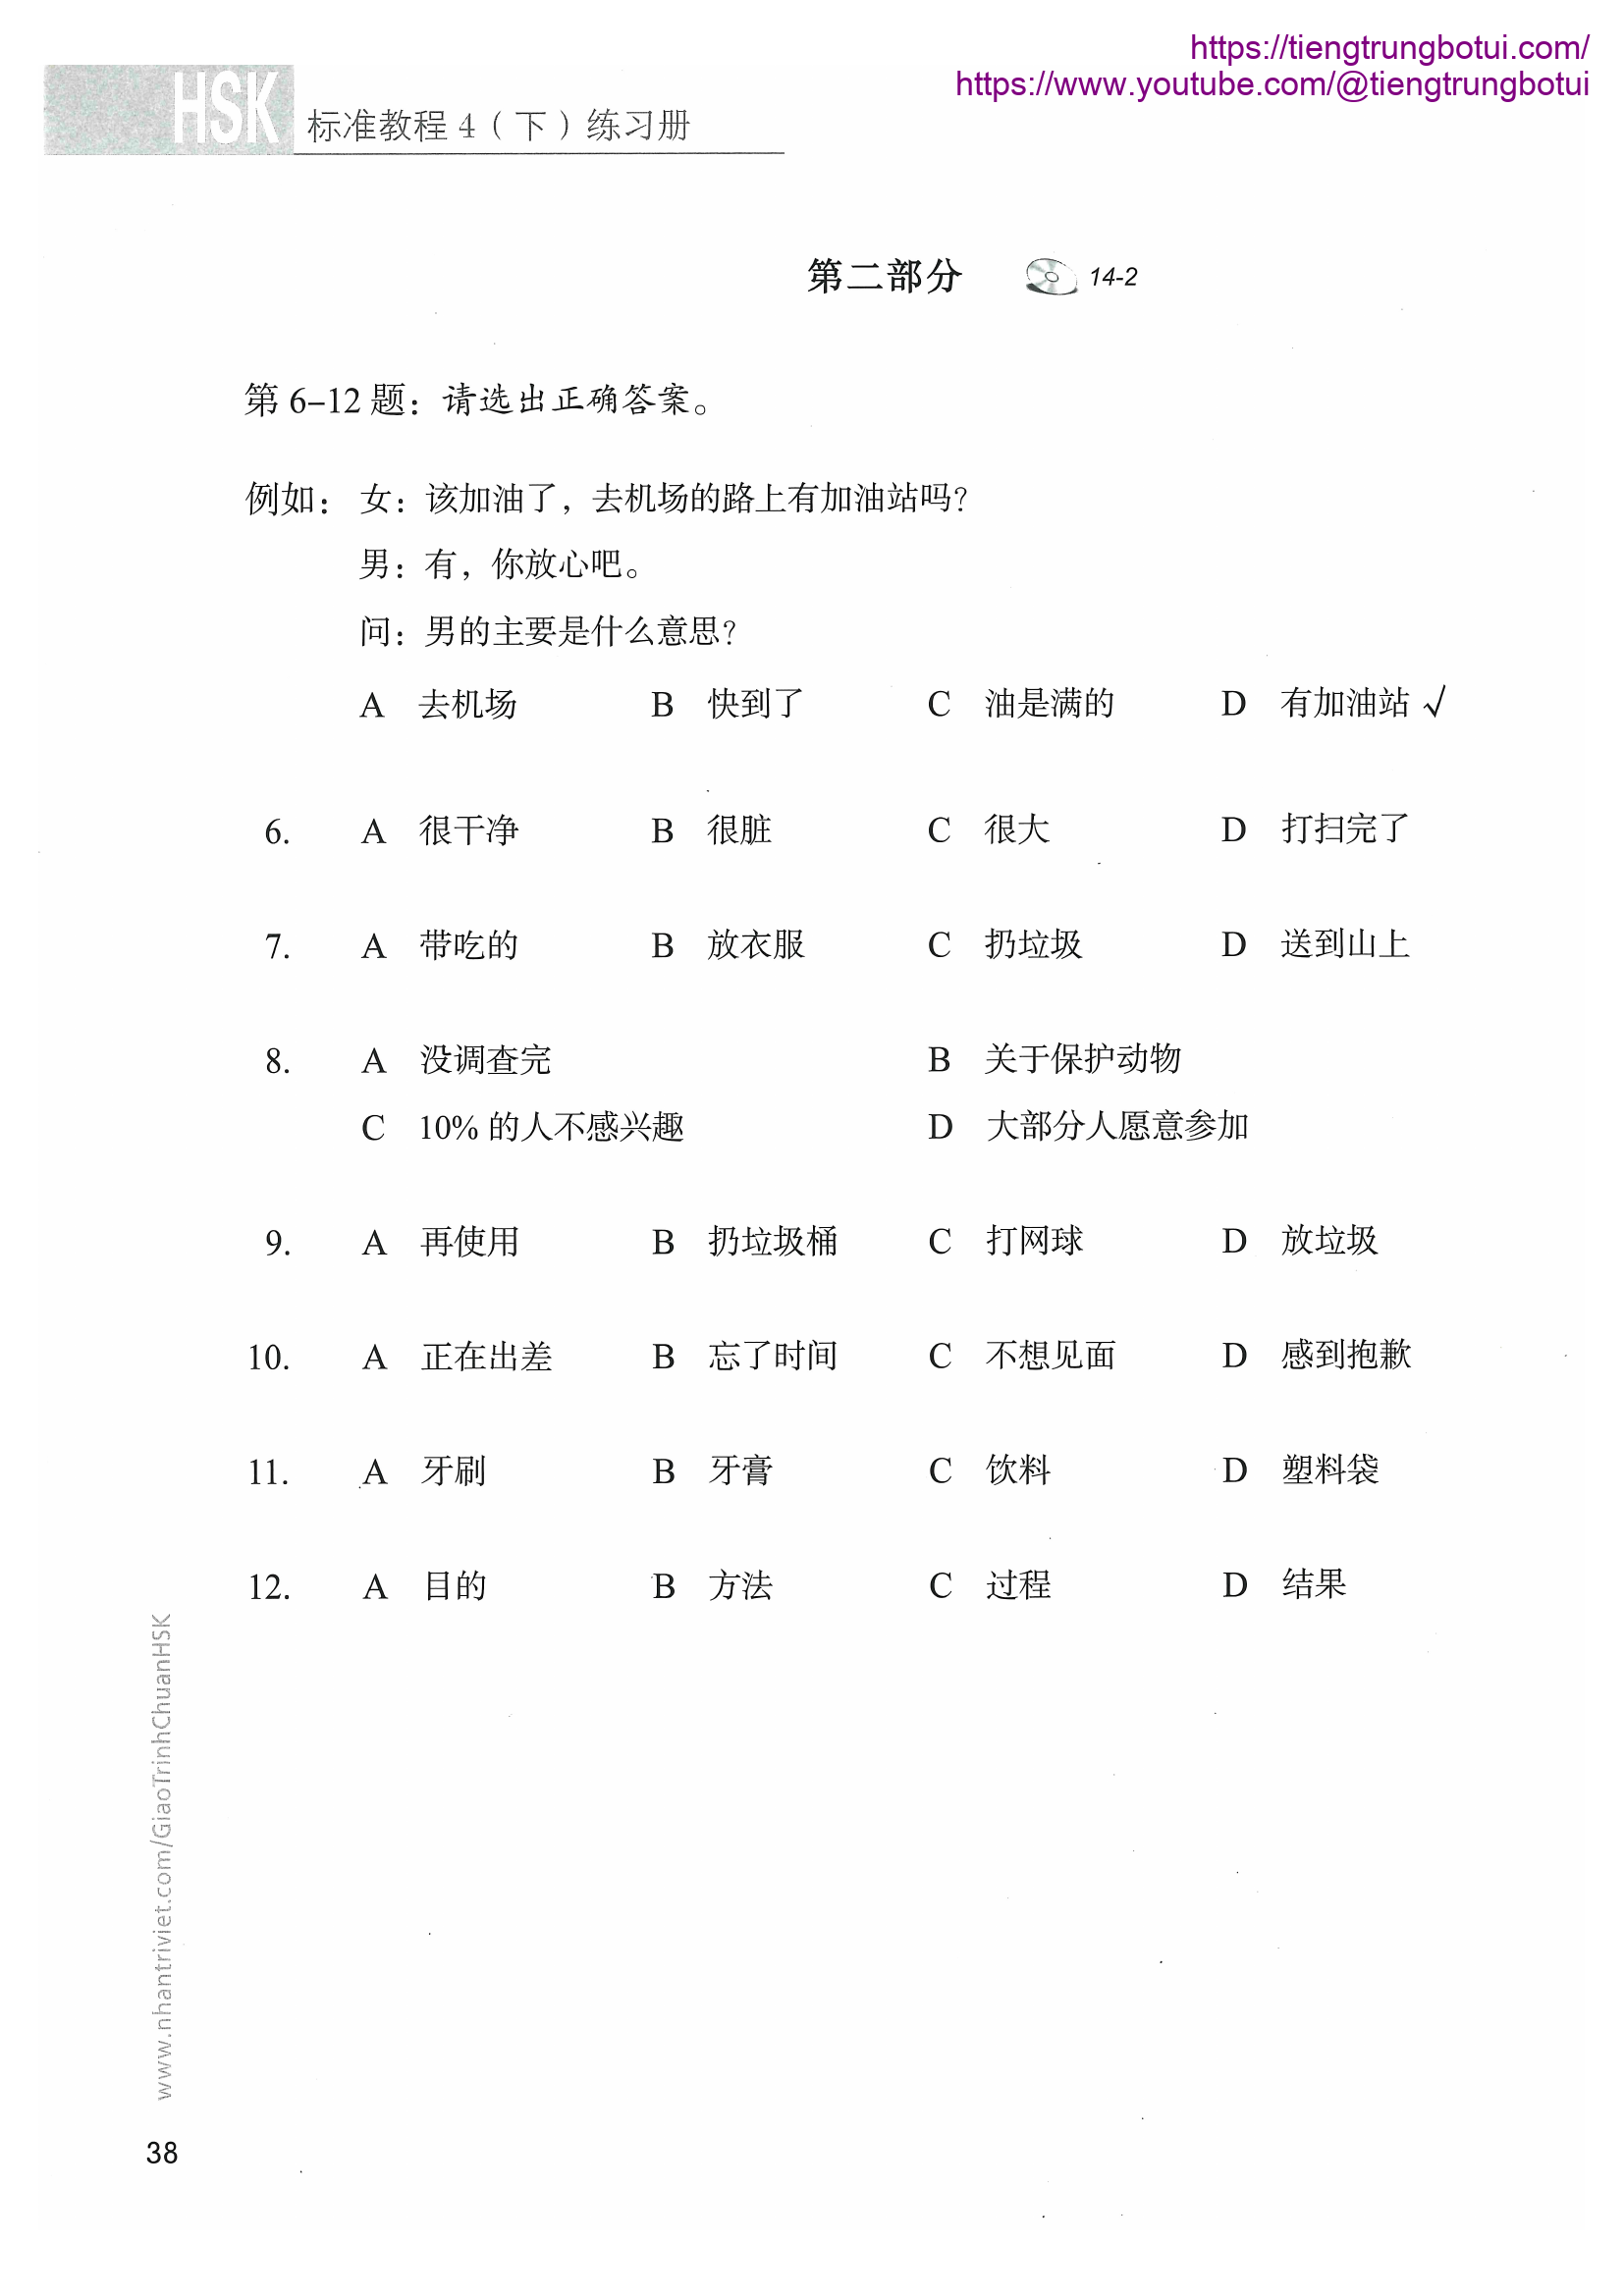 https://tiengtrungbotui.com/
https://www.youtube.com/@tiengtrungbotui
HSK 标准教程 4（下）练习册
第二部分 14-2
第 6–12 题：请选出正确答案。
例如：女：该加油了，去机场的路上有加油站吗？
男：有，你放心吧。
问：男的主要是什么意思？
A 去机场 B 快到了 C 油是满的 D 有加油站 √
6. A 很干净 B 很脏 C 很大 D 打扫完了
7. A 带吃的 B 放衣服 C 扔垃圾 D 送到山上
8. A 没调查完 B 关于保护动物
C 10% 的人不感兴趣 D 大部分人愿意参加
9. A 再使用 B 扔垃圾桶 C 打网球 D 放垃圾
10. A 正在出差 B 忘了时间 C 不想见面 D 感到抱歉
11. A 牙刷 B 牙膏 C 饮料 D 塑料袋
12. A 目的 B 方法 C 过程 D 结果
www.nhantriviet.com/GiaoTrinhChuanHSK
38